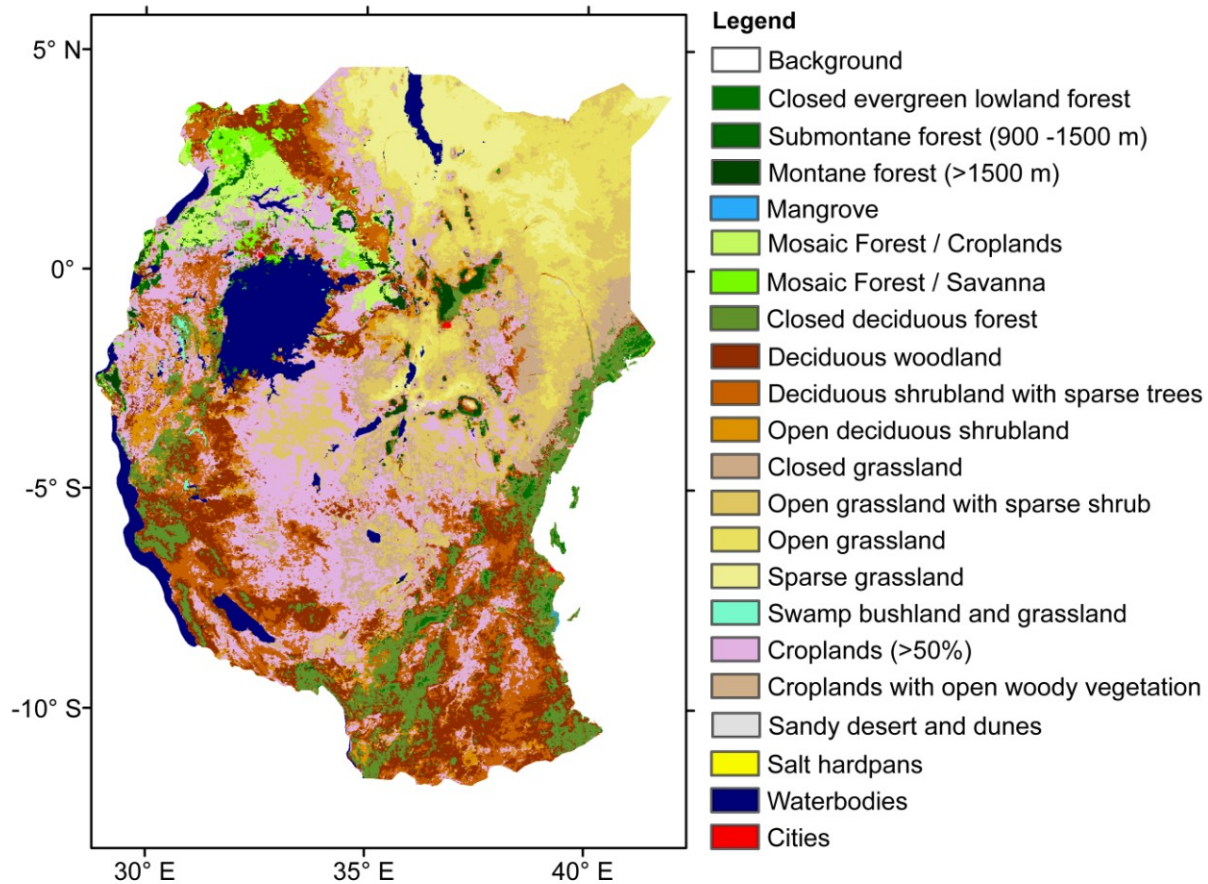 Legend
5° N
0°
-5° S
-10° S
30° E
35° E
40° E
Background
Closed evergreen lowland forest
Submontane forest (900 -1500 m)
Montane forest (>1500 m)
Mangrove
Mosaic Forest / Croplands
Mosaic Forest / Savanna
Closed deciduous forest
Deciduous woodland
Deciduous shrubland with sparse trees
Open deciduous shrubland
Closed grassland
Open grassland with sparse shrub
Open grassland
Sparse grassland
Swamp bushland and grassland
Croplands (>50%)
Croplands with open woody vegetation
Sandy desert and dunes
Salt hardpans
Waterbodies
Cities